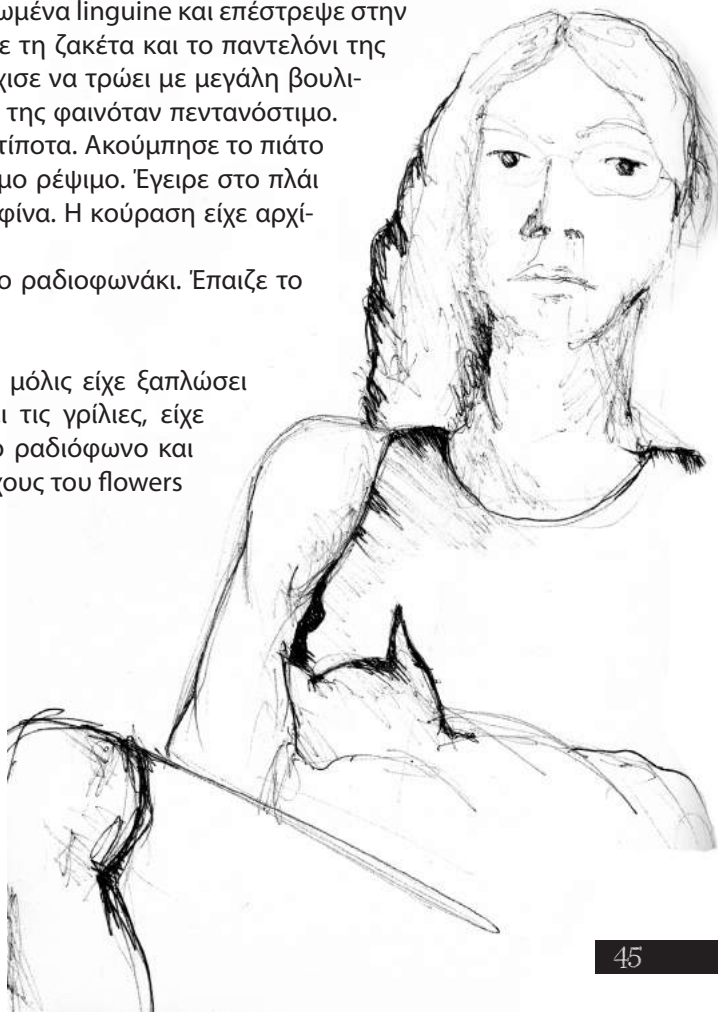 ωμένα linguine και επέστρεψε στην
ε τη ζακέτα και το παντελόνι της
χισε να τρώει με μεγάλη βουλι-
της φαινόταν πεντανόστιμο.
τίποτα. Ακούμπησε το πιάτο
μο ρέψιμο. Έγειρε στο πλάι
φίνα. Η κούραση είχε αρχί-
ο ραδιοφωνάκι. Έπαιζε το
μόλις είχε ξαπλώσει
ι τις γρίλιες, είχε
ο ραδιόφωνο και
χους του flowers
45